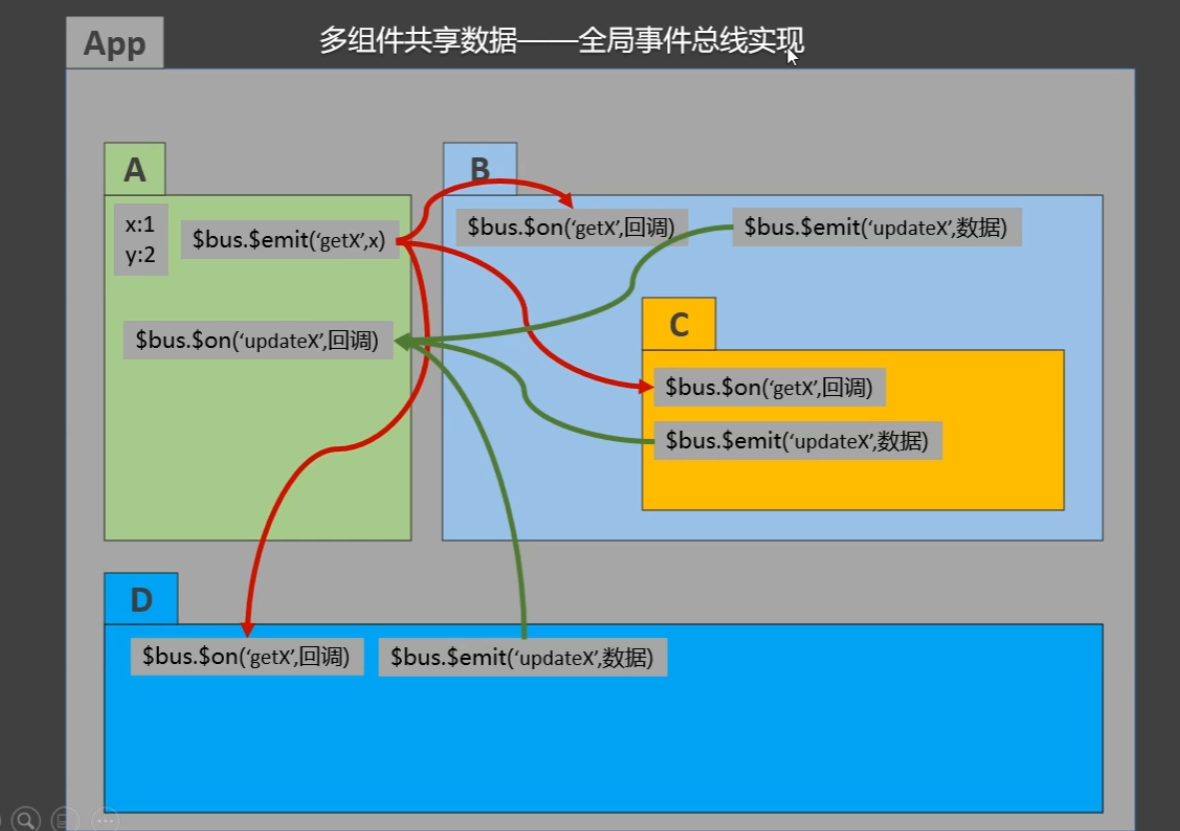 App
多组件共享数据——全局事件总线实现
A
x:1
y:2
$bus.$emit(‘getX’,x)
$bus.$on(‘updateX’,回调)
B
$bus.$on(‘getX’,回调)
$bus.$emit(‘updateX’,数据)
C
$bus.$on(‘getX’,回调)
$bus.$emit(‘updateX’,数据)
D
$bus.$on(‘getX’,回调)
$bus.$emit(‘updateX’,数据)